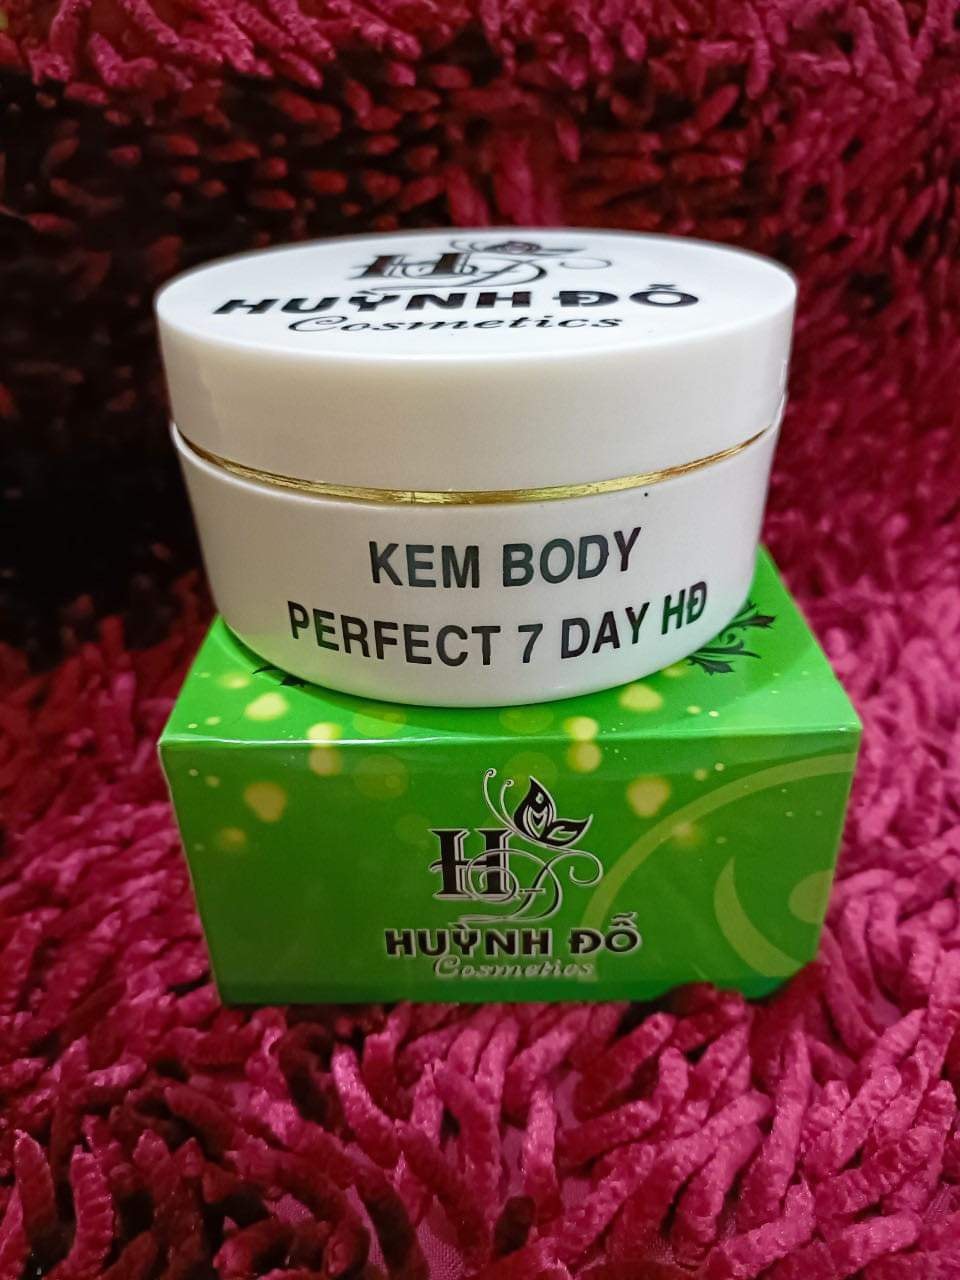 HĐ
HUỲNH ĐỖ
Cosmetics
KEM BODY
PERFECT 7 DAY HĐ
HĐ
HUỲNH ĐỖ
Cosmetics